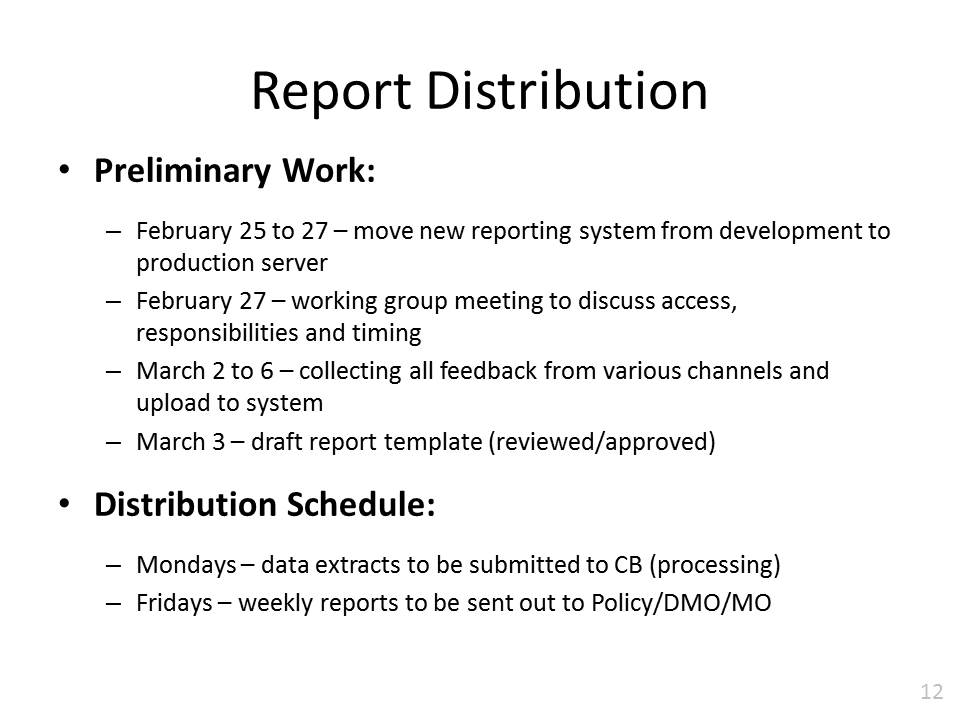 Report Distribution
• Preliminary Work:
– February 25 to 27 – move new reporting system from development to
production server
– February 27 – working group meeting to discuss access,
responsibilities and timing
– March 2 to 6 – collecting all feedback from various channels and
upload to system
– March 3 – draft report template (reviewed/approved)
• Distribution Schedule:
– Mondays – data extracts to be submitted to CB (processing)
– Fridays – weekly reports to be sent out to Policy/DMO/MO
12